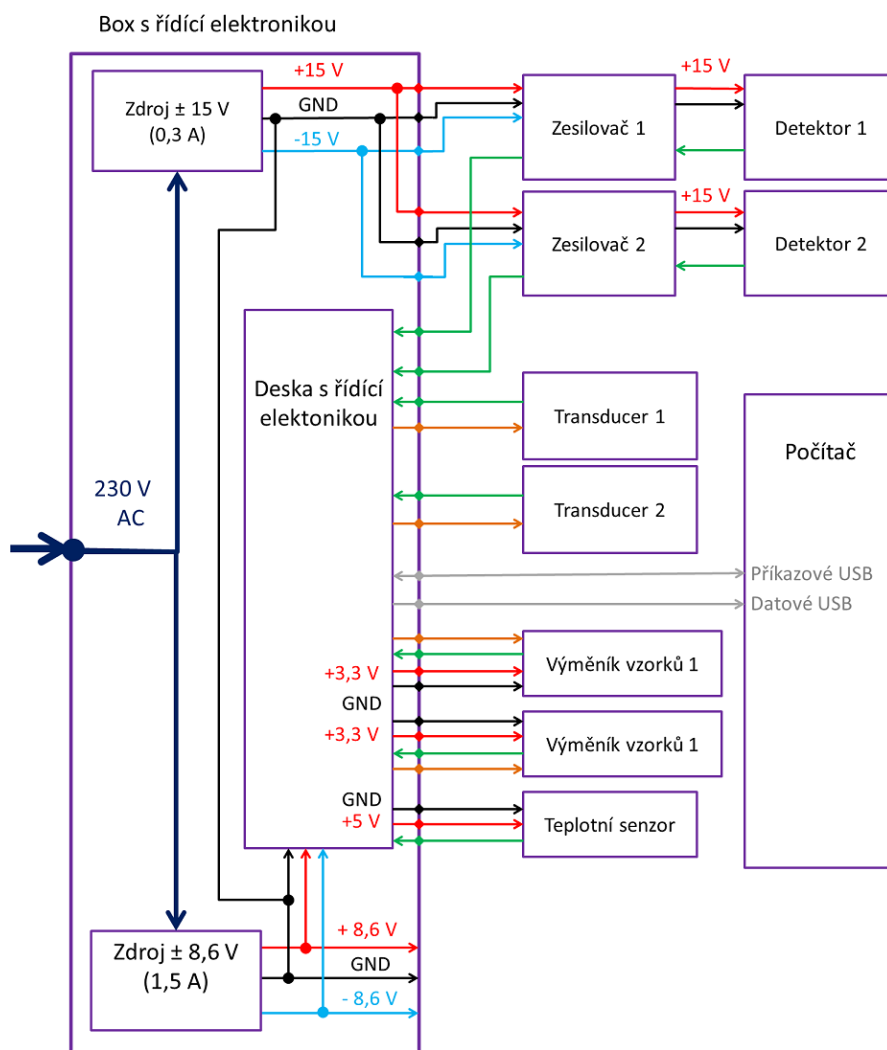 Box s řídící elektronikou
+15 V
+15 V
Zdroj ± 15 V
(0,3 A)
GND
-15 V
Zesilovač 1
Detektor 1
+15 V
Zesilovač 2
Detektor 2
Deska s řídící
elektonikou
Transducer 1
Počítač
230 V
AC
Transducer 2
Příkazové USB
Datové USB
Výměník vzorků 1
+3,3 V
GND
+3,3 V
Výměník vzorků 1
GND
+5 V
Teplotní senzor
Zdroj ± 8,6 V
(1,5 A)
+ 8,6 V
GND
- 8,6 V